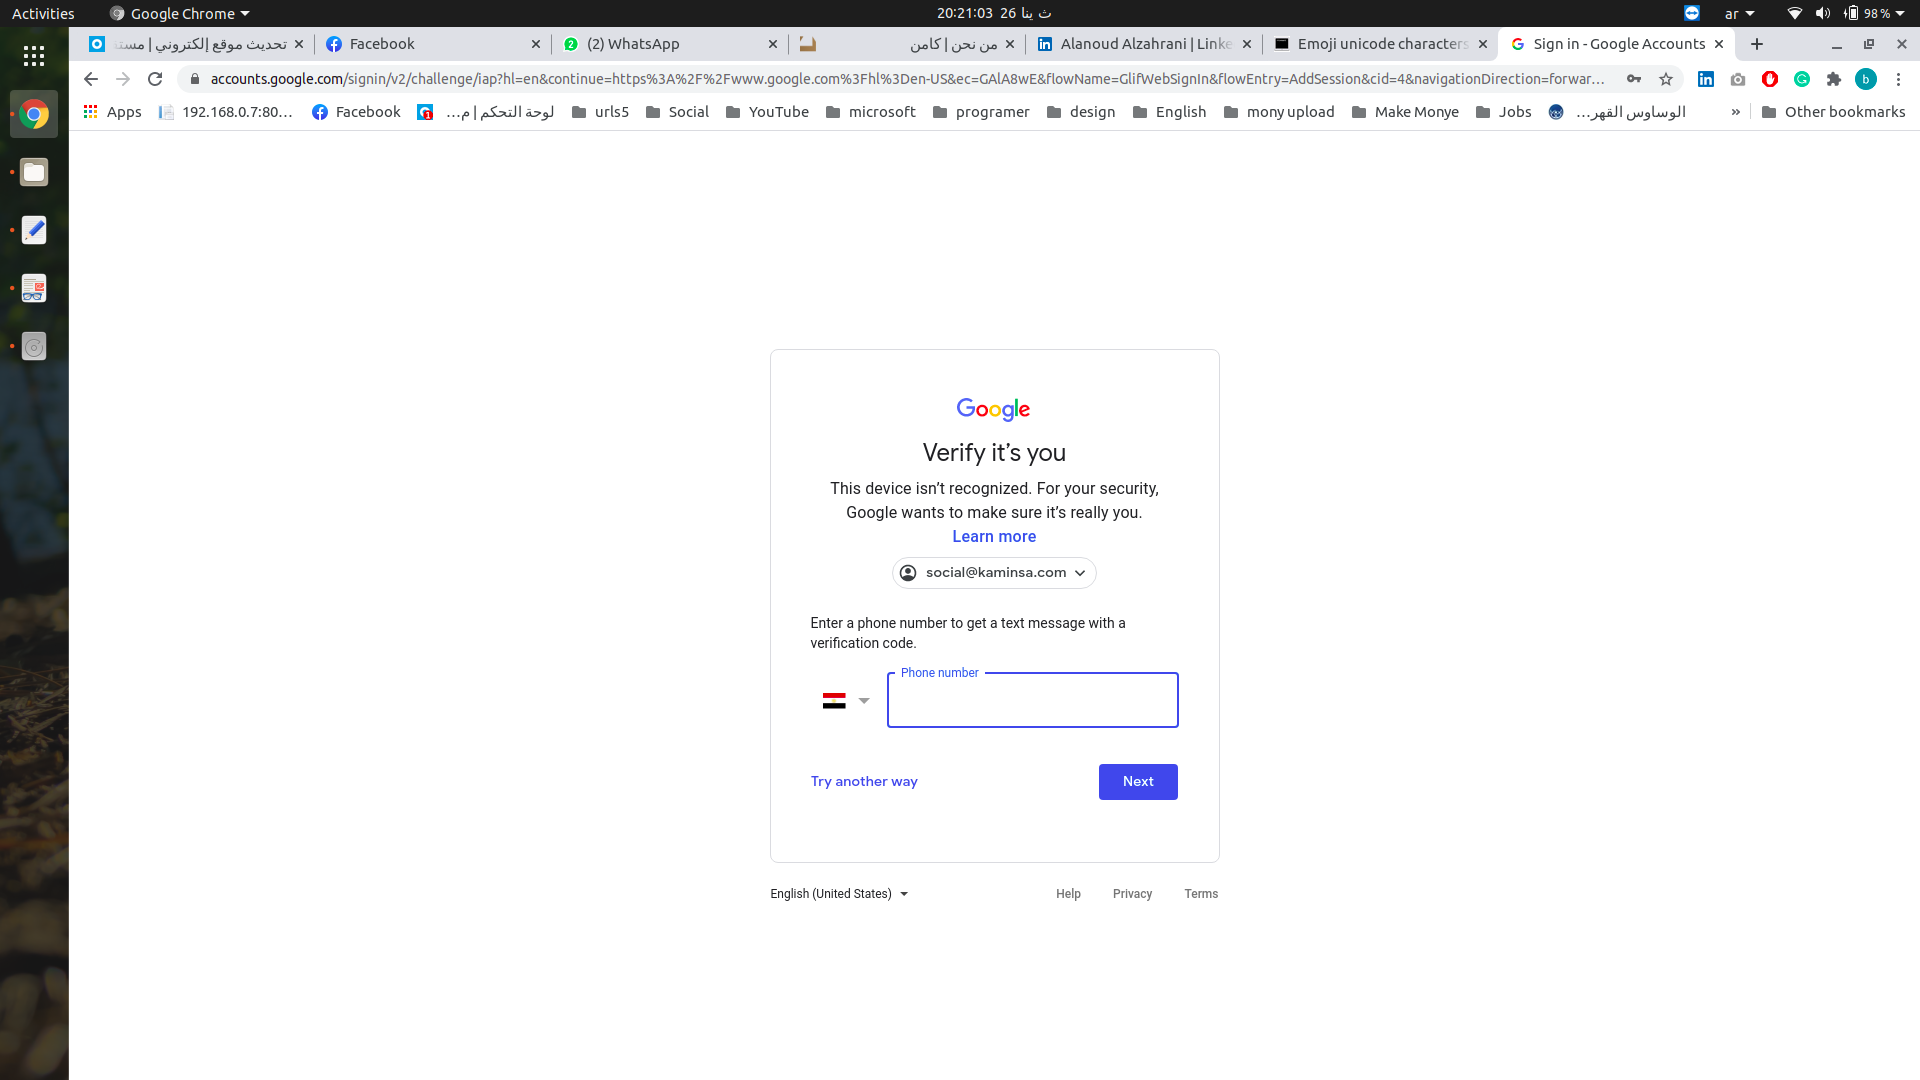 Activities
Google Chrome
20:21:03 26 ث ينا
ar
98 %
تحديث موقع إلكتروني | مستق
Facebook
(2) WhatsApp
من نحن | كامن
Alanoud Alzahrani | Linke
Emoji unicode characters
Sign in - Google Accounts
accounts.google.com/signin/v2/challenge/iap?hl=en&continue=https%3A%2F%2Fwww.google.com%3Fhl%3Den-US&ec=GAlA8wE&flowName=GlifWebSignIn&flowEntry=AddSession&cid=4&navigationDirection=forwar...
Apps
192.168.0.7:80...
Facebook
لوحة التحكم | م...
urls5
Social
YouTube
microsoft
programer
design
English
mony upload
Make Monye
Jobs
الوساوس القهر...
»
Other bookmarks
Google
Verify it’s you
This device isn’t recognized. For your security,
Google wants to make sure it’s really you.
Learn more
social@kaminsa.com
Enter a phone number to get a text message with a
verification code.
Phone number
Try another way
Next
English (United States)
Help
Privacy
Terms